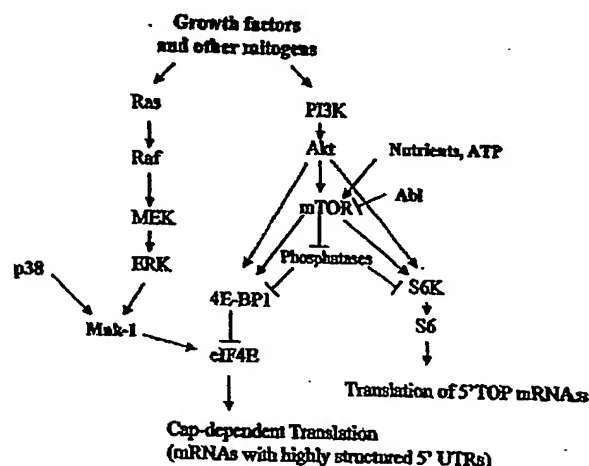 Growth factors
and other mitogens
Ras
PI3K
Raf
Akt
Nutrients, ATP
mTOR
Abl
MEK
Phosphatases
ERK
p38
4E-BP1
S6K
Mnk-1
S6
eIF4E
Translation of 5'TOP mRNAs
Cap-dependent Translation
(mRNAs with highly structured 5' UTRs)